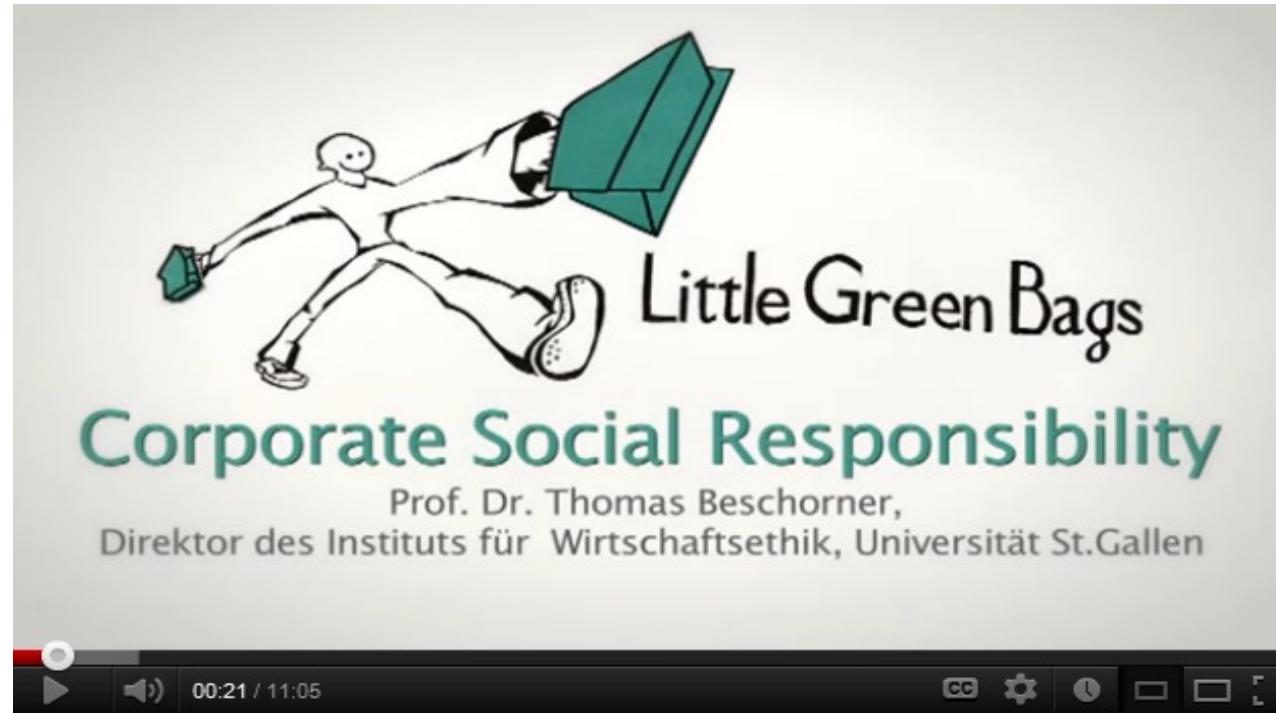 Little Green Bags
Corporate Social Responsibility
Prof. Dr. Thomas Beschorner,
Direktor des Instituts für Wirtschaftsethik, Universität St.Gallen
00:21 / 11:05
CC